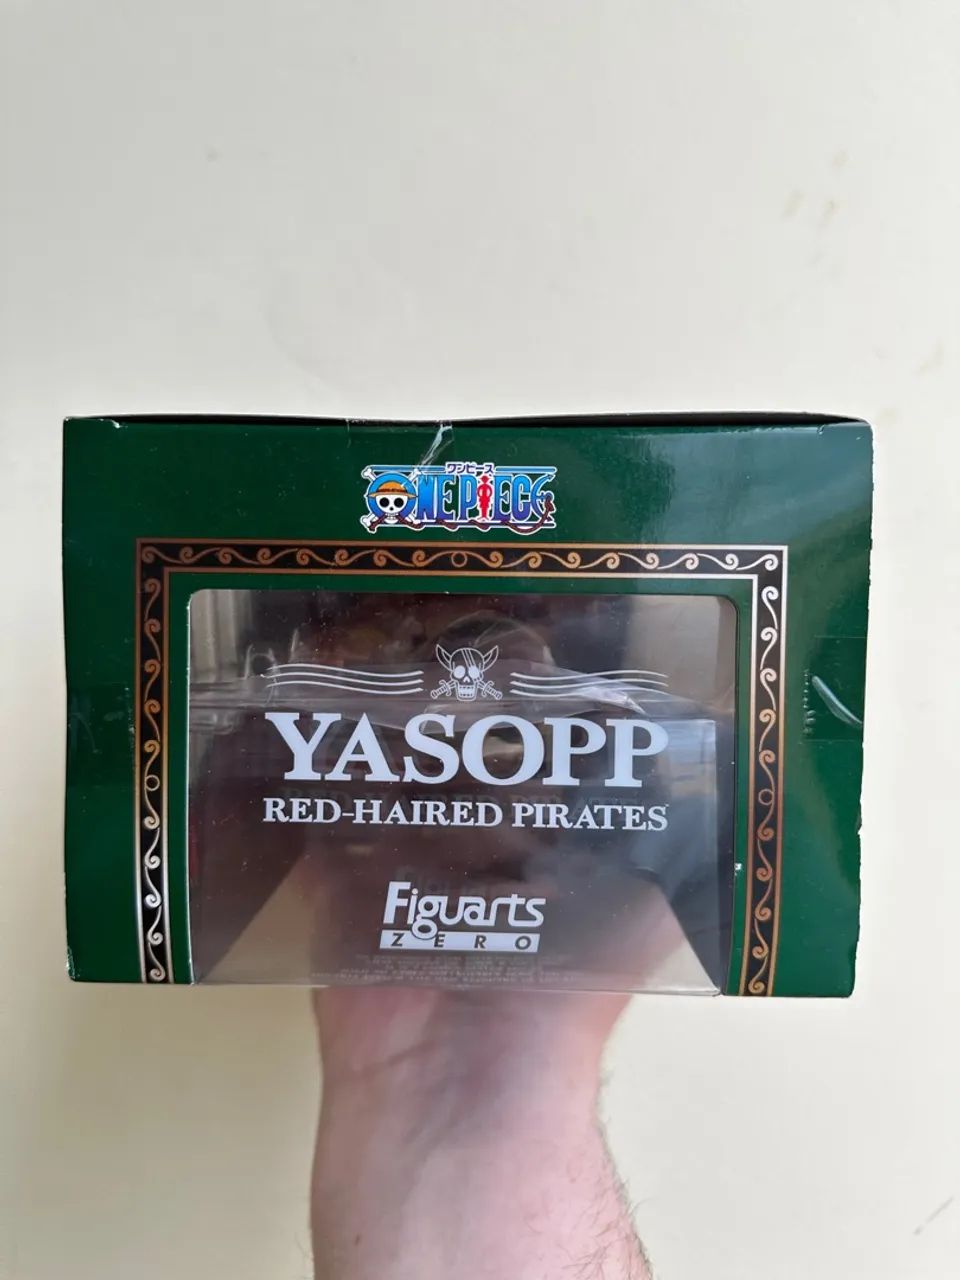 ワンピース
ONE PIECE
YASOPP
RED-HAIRED PIRATES
Figuarts
ZERO